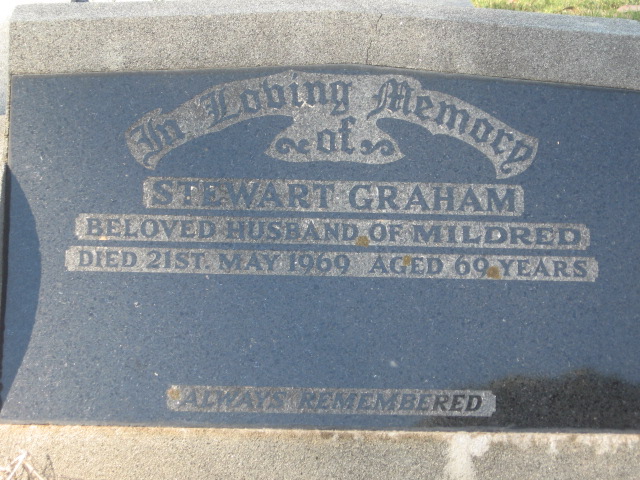 In Loving Memory
of
STEWART GRAHAM
BELOVED HUSBAND OF MILDRED
DIED 21ST. MAY 1969 AGED 69 YEARS
ALWAYS REMEMBERED